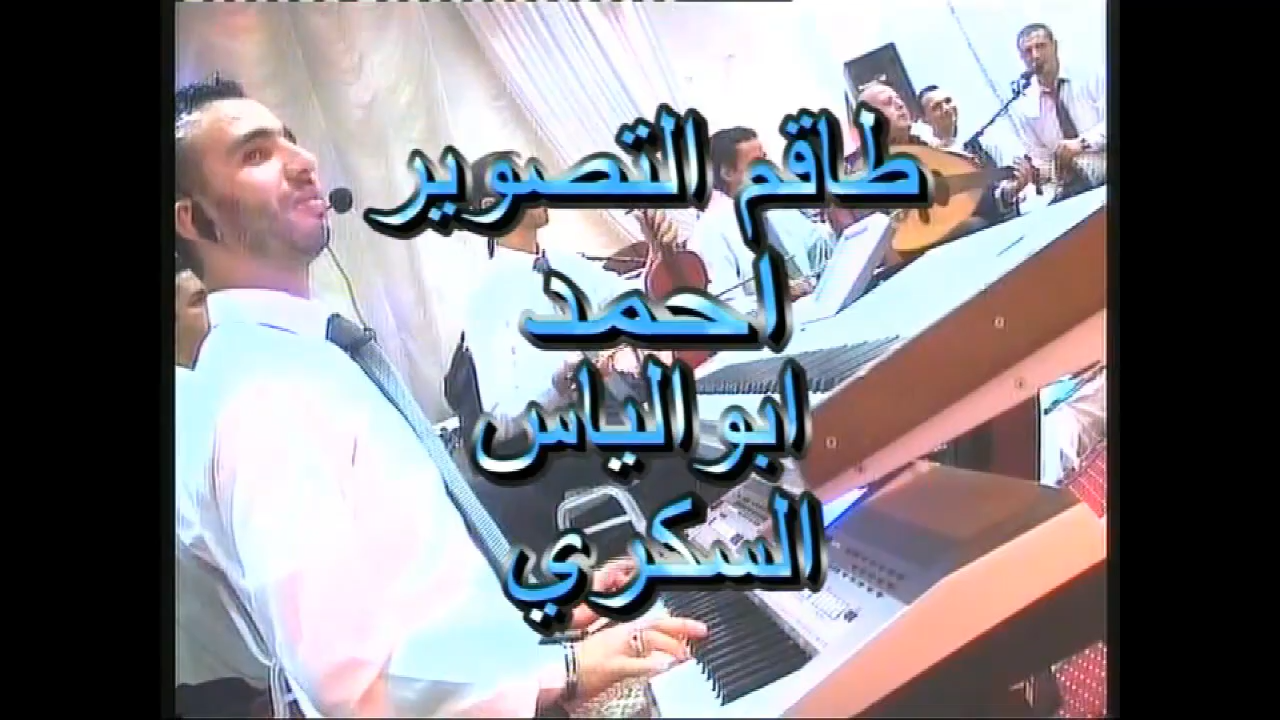 طاقم التصوير
احمد
ابو الياس
السكري